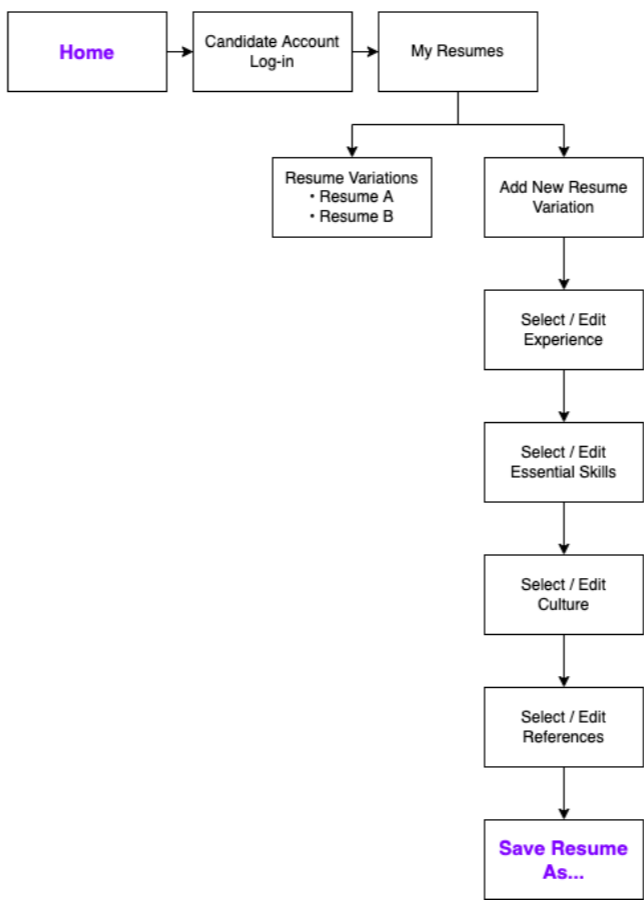 Home
Candidate Account
Log-in
My Resumes
Resume Variations
• Resume A
• Resume B
Add New Resume
Variation
Select / Edit
Experience
Select / Edit
Essential Skills
Select / Edit
Culture
Select / Edit
References
Save Resume
As...